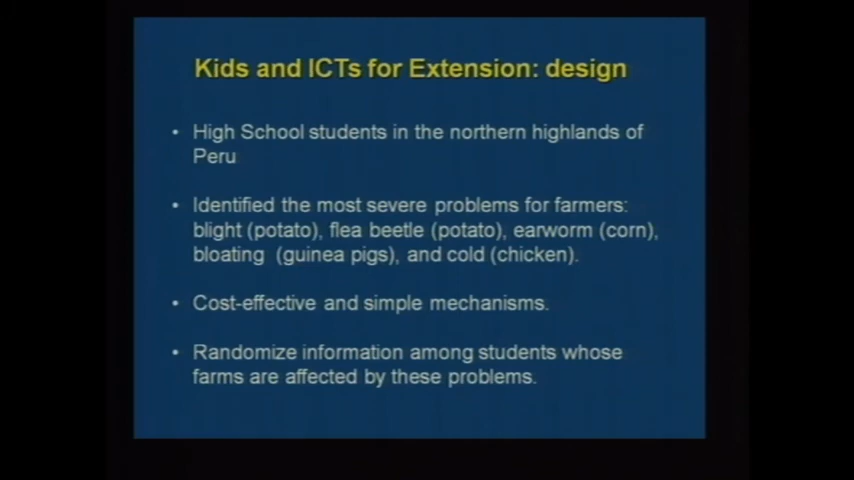 Kids and ICTs for Extension: design
• High School students in the northern highlands of
Peru
• Identified the most severe problems for farmers:
blight (potato), flea beetle (potato), earworm (corn),
bloating (guinea pigs), and cold (chicken).
• Cost-effective and simple mechanisms.
• Randomize information among students whose
farms are affected by these problems.